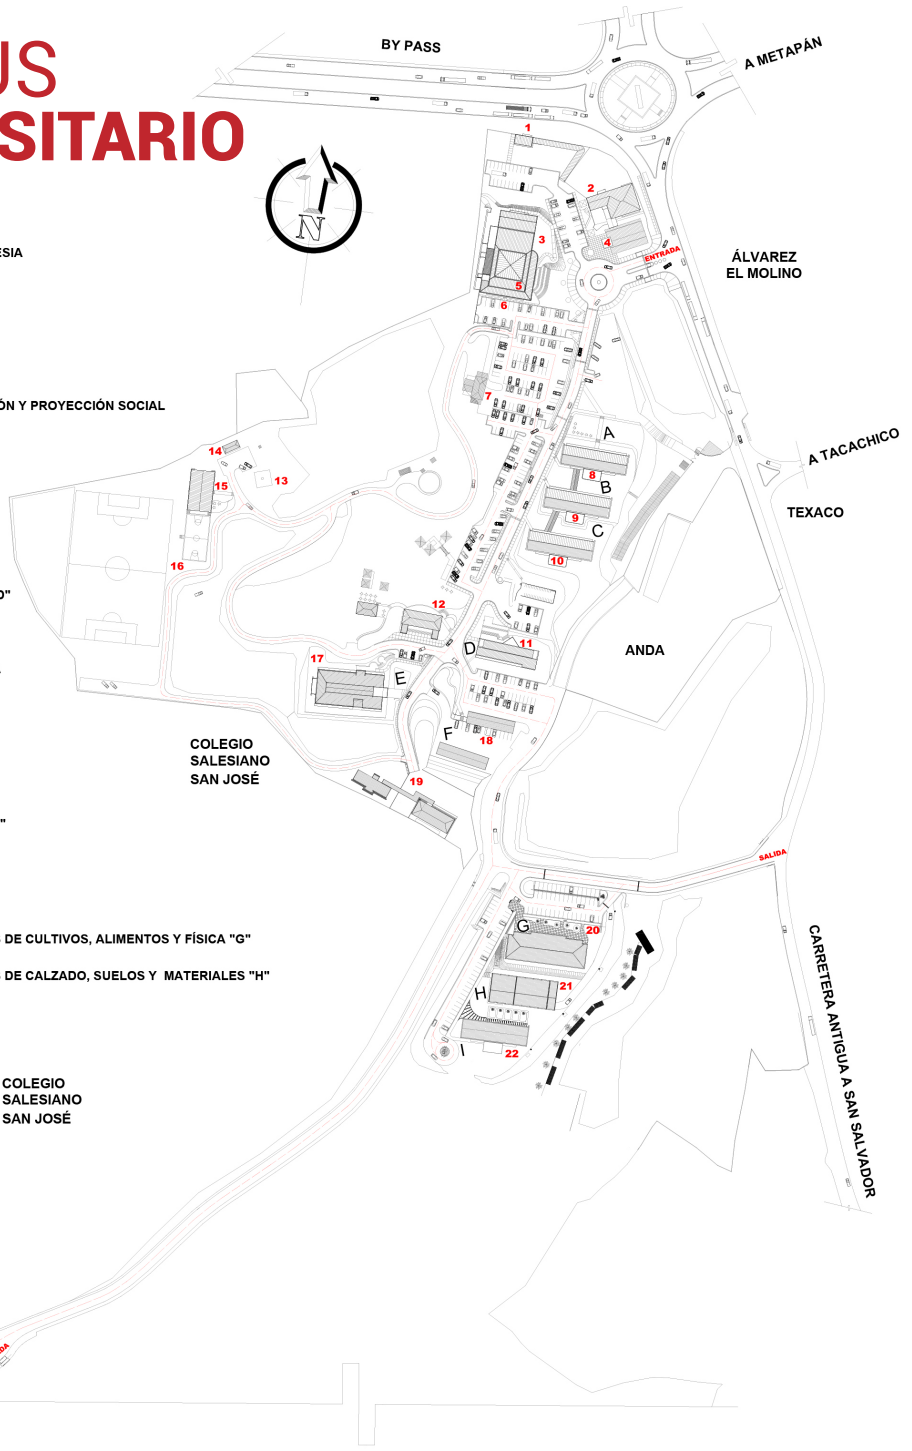 US
SITARIO
BY PASS
A METAPÁN
1
2
N
3
4
ENTRADA
ESIA
ÁLVAREZ
EL MOLINO
5
6
7
ÓN Y PROYECCIÓN SOCIAL
A
A TACACHICO
14
13
15
8
B
9
C
TEXACO
10
16
O"
12
11
D
ANDA
17
E
F
18
COLEGIO
SALESIANO
SAN JOSÉ
19
"
SALIDA
G
20
S DE CULTIVOS, ALIMENTOS Y FÍSICA "G"
S DE CALZADO, SUELOS Y MATERIALES "H"
H
21
I
22
CARRETERA ANTIGUA A SAN SALVADOR
COLEGIO
SALESIANO
SAN JOSÉ
DA